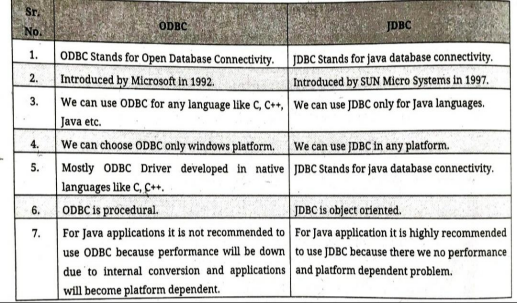 Sr. No.
ODBC
JDBC
1.
ODBC Stands for Open Database Connectivity.
JDBC Stands for java database connectivity.
2.
Introduced by Microsoft in 1992.
Introduced by SUN Micro Systems in 1997.
3.
We can use ODBC for any language like C, C++,
Java etc.
We can use JDBC only for Java languages.
4.
We can choose ODBC only windows platform.
We can use JDBC in any platform.
5.
Mostly ODBC Driver developed in native
languages like C, C++.
JDBC Stands for java database connectivity.
6.
ODBC is procedural.
JDBC is object oriented.
7.
For Java applications it is not recommended to
use ODBC because performance will be down
due to internal conversion and applications
will become platform dependent.
For Java application it is highly recommended
to use JDBC because there we no performance
and platform dependent problem.